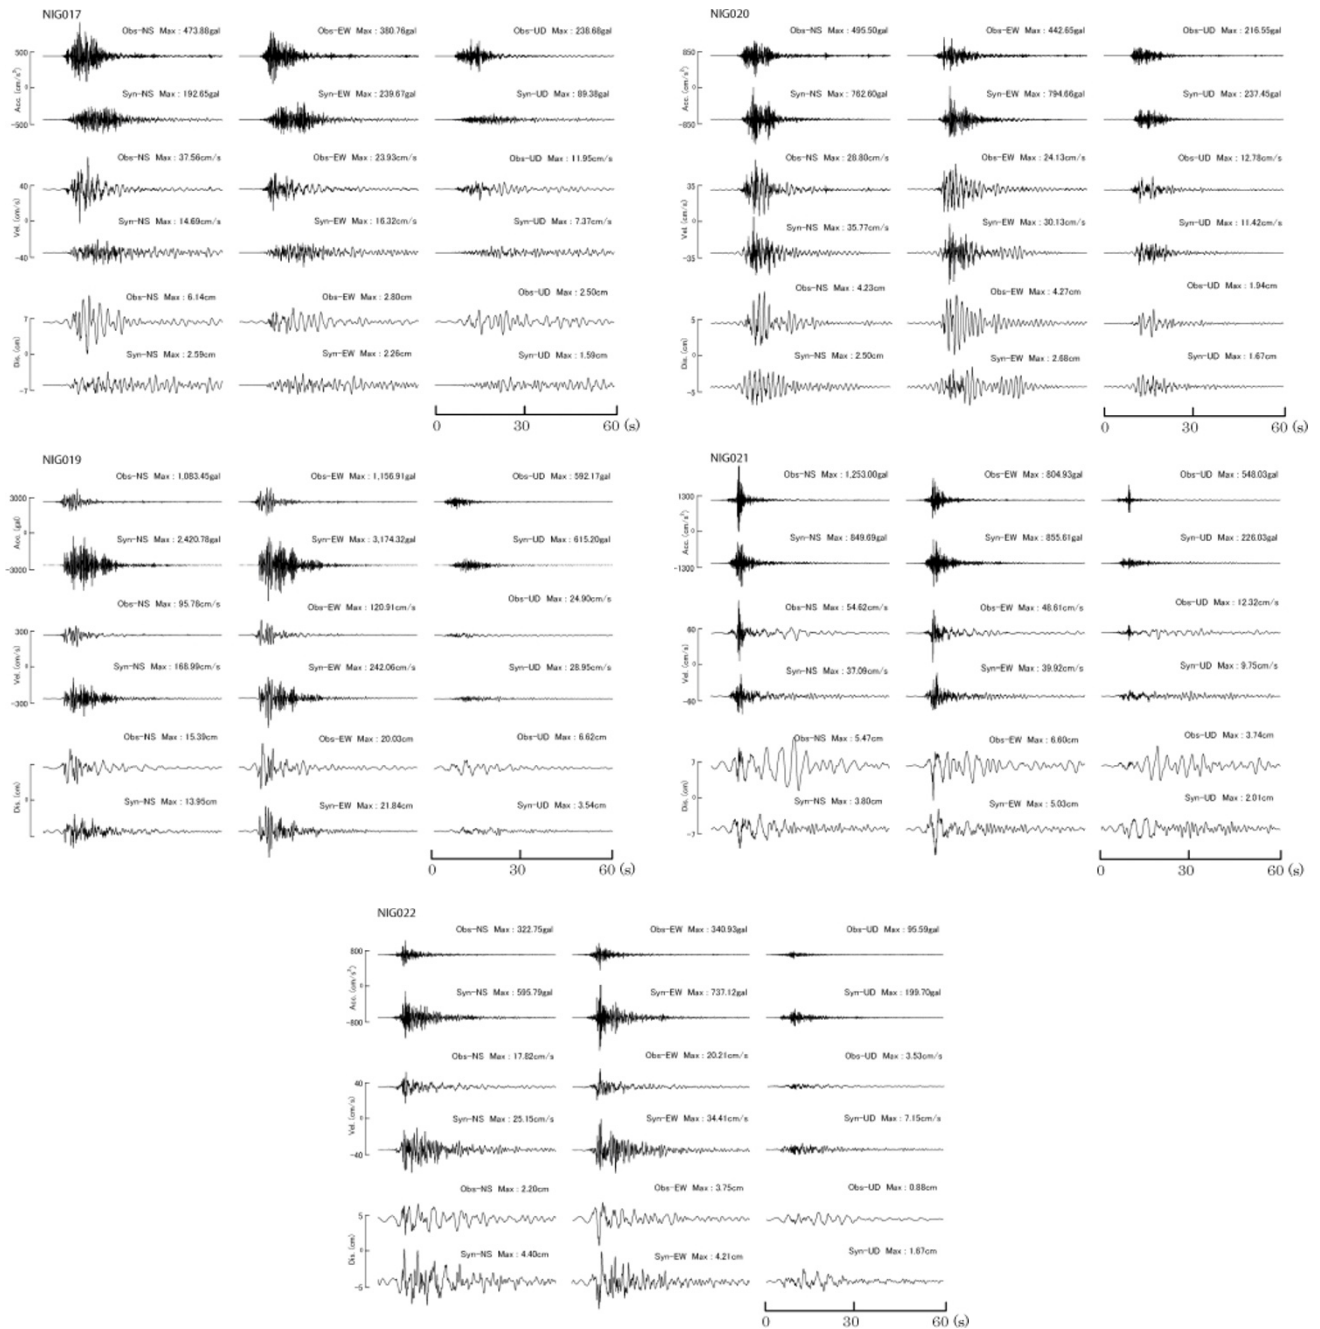 NIG017
Obs-NS Max : 473.88gal
Obs-EW Max : 380.76gal
Obs-UD Max : 238.68gal
500
Acc. (cm/s²)
0
-500
Syn-NS Max : 192.65gal
Syn-EW Max : 239.67gal
Syn-UD Max : 89.38gal
Obs-NS Max : 37.56cm/s
Obs-EW Max : 23.93cm/s
Obs-UD Max : 11.95cm/s
40
Vel. (cm/s)
0
-40
Syn-NS Max : 14.69cm/s
Syn-EW Max : 16.32cm/s
Syn-UD Max : 7.37cm/s
Obs-NS Max : 6.14cm
Obs-EW Max : 2.80cm
Obs-UD Max : 2.50cm
7
Dis. (cm)
0
-7
Syn-NS Max : 2.59cm
Syn-EW Max : 2.26cm
Syn-UD Max : 1.59cm
0 30 60 (s)
NIG020
Obs-NS Max : 495.50gal
Obs-EW Max : 442.65gal
Obs-UD Max : 216.55gal
850
Acc. (cm/s²)
0
-850
Syn-NS Max : 762.60gal
Syn-EW Max : 794.66gal
Syn-UD Max : 237.45gal
Obs-NS Max : 28.80cm/s
Obs-EW Max : 24.13cm/s
Obs-UD Max : 12.78cm/s
35
Vel. (cm/s)
0
-35
Syn-NS Max : 35.77cm/s
Syn-EW Max : 30.13cm/s
Syn-UD Max : 11.42cm/s
Obs-NS Max : 4.23cm
Obs-EW Max : 4.27cm
Obs-UD Max : 1.94cm
5
Dis. (cm)
0
-5
Syn-NS Max : 2.50cm
Syn-EW Max : 2.68cm
Syn-UD Max : 1.67cm
0 30 60 (s)
NIG019
Obs-NS Max : 1,083.45gal
Obs-EW Max : 1,156.91gal
Obs-UD Max : 592.17gal
3000
Acc. (gal)
0
-3000
Syn-NS Max : 2,420.78gal
Syn-EW Max : 3,174.32gal
Syn-UD Max : 615.20gal
Obs-NS Max : 95.78cm/s
Obs-EW Max : 120.91cm/s
Obs-UD Max : 24.90cm/s
300
Vel. (cm/s)
0
-300
Syn-NS Max : 168.99cm/s
Syn-EW Max : 242.06cm/s
Syn-UD Max : 28.95cm/s
Obs-NS Max : 15.39cm
Obs-EW Max : 20.03cm
Obs-UD Max : 6.62cm
Dis. (cm)
0
Syn-NS Max : 13.95cm
Syn-EW Max : 21.84cm
Syn-UD Max : 3.54cm
0 30 60 (s)
NIG021
Obs-NS Max : 1,253.00gal
Obs-EW Max : 804.93gal
Obs-UD Max : 548.03gal
1300
Acc. (cm/s²)
0
-1300
Syn-NS Max : 849.69gal
Syn-EW Max : 855.61gal
Syn-UD Max : 226.03gal
Obs-NS Max : 54.62cm/s
Obs-EW Max : 48.61cm/s
Obs-UD Max : 12.32cm/s
60
Vel. (cm/s)
0
-60
Syn-NS Max : 37.09cm/s
Syn-EW Max : 39.92cm/s
Syn-UD Max : 9.75cm/s
Obs-NS Max : 5.47cm
Obs-EW Max : 6.60cm
Obs-UD Max : 3.74cm
7
Dis. (cm)
0
-7
Syn-NS Max : 3.80cm
Syn-EW Max : 5.03cm
Syn-UD Max : 2.01cm
0 30 60 (s)
NIG022
Obs-NS Max : 322.75gal
Obs-EW Max : 340.93gal
Obs-UD Max : 95.59gal
800
Acc. (cm/s²)
0
-800
Syn-NS Max : 595.79gal
Syn-EW Max : 737.12gal
Syn-UD Max : 199.70gal
Obs-NS Max : 17.82cm/s
Obs-EW Max : 20.21cm/s
Obs-UD Max : 3.53cm/s
40
Vel. (cm/s)
0
-40
Syn-NS Max : 25.15cm/s
Syn-EW Max : 34.41cm/s
Syn-UD Max : 7.15cm/s
Obs-NS Max : 2.20cm
Obs-EW Max : 3.75cm
Obs-UD Max : 0.88cm
5
Dis. (cm)
0
-5
Syn-NS Max : 4.40cm
Syn-EW Max : 4.21cm
Syn-UD Max : 1.67cm
0 30 60 (s)